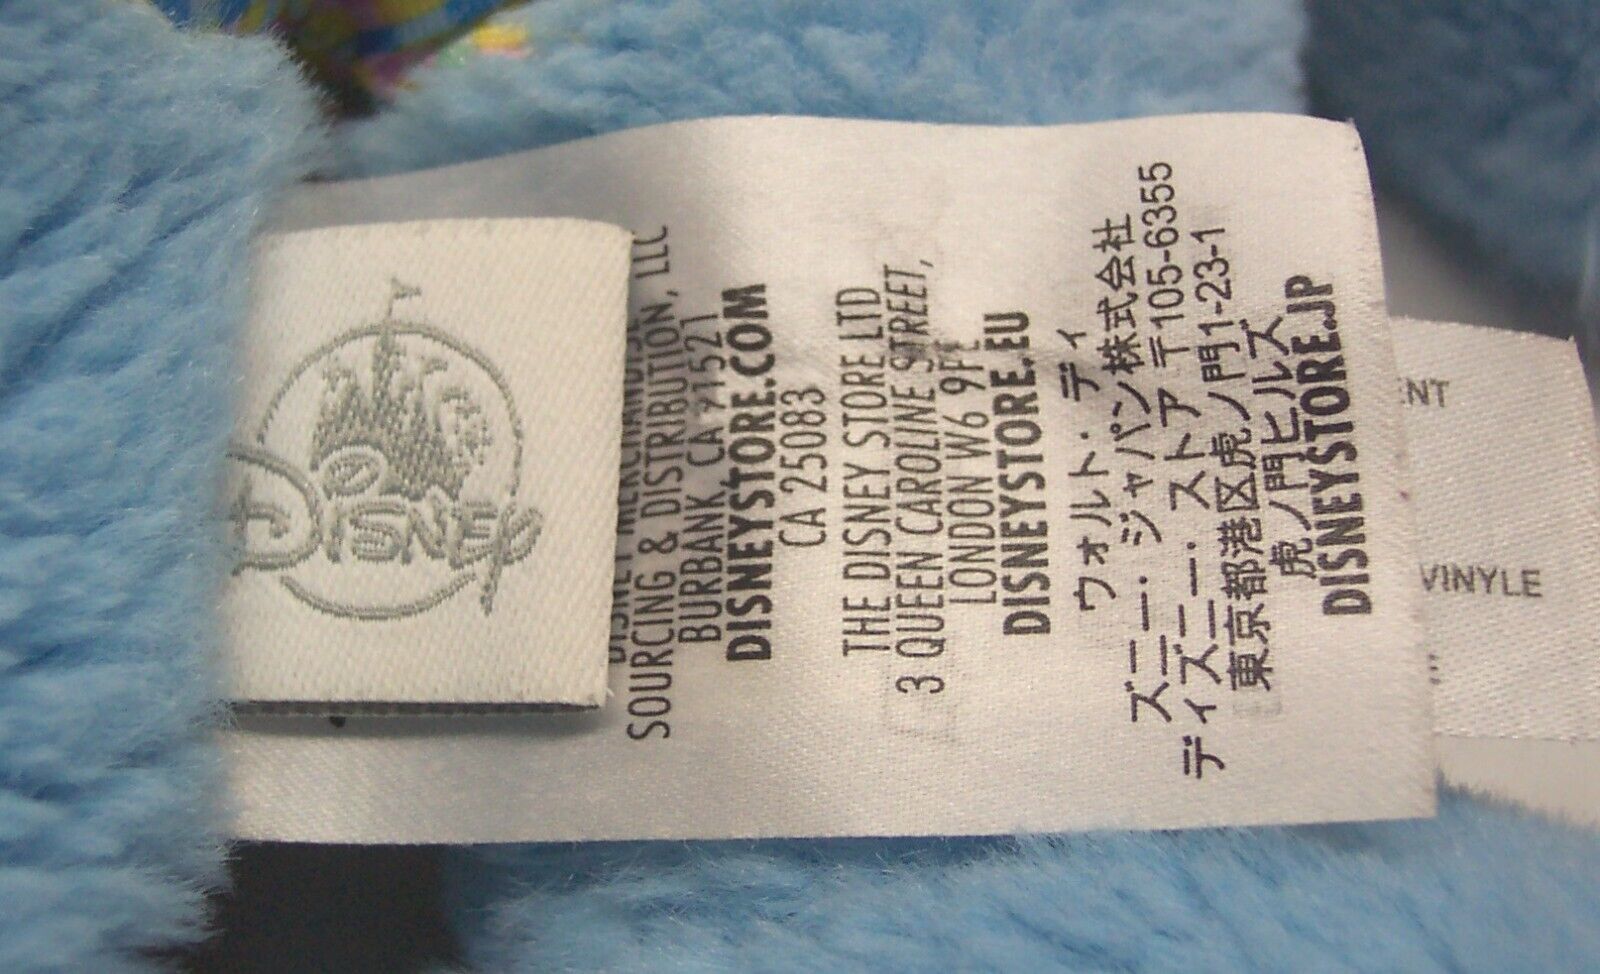 Disney
DISNEY MERCHANDISE
SOURCING & DISTRIBUTION, LLC
BURBANK, CA 91521
DISNEYSTORE.COM
CA 25083
THE DISNEY STORE LTD
3 QUEEN CAROLINE STREET,
LONDON W6 9PE
DISNEYSTORE.EU
ウォルト・ディ
ズニー・ジャパン株式会社
ディズニー・ストア 〒105-6355
東京都港区虎ノ門1-23-1
虎ノ門ヒルズ
DISNEYSTORE.JP
ENT
VINYLE